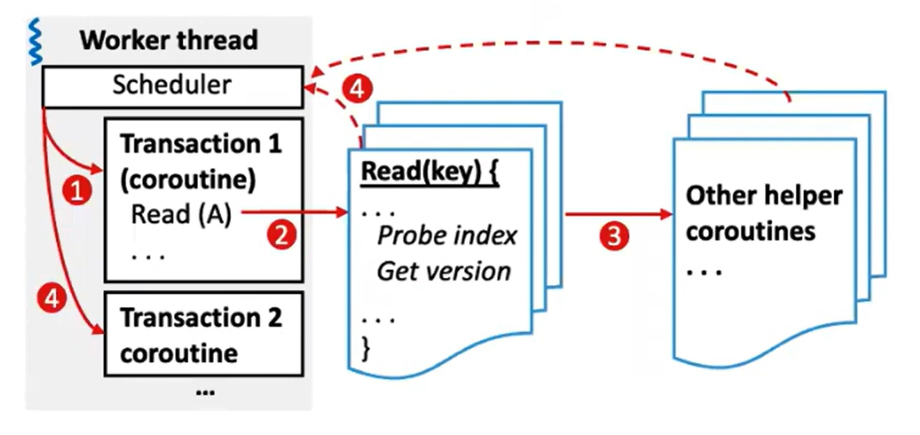 Worker thread
Scheduler
4
Transaction 1
(coroutine)
Read (A)
. . .
1
2
Read(key) {
. . .
Probe index
Get version
. . .
}
3
Other helper
coroutines
. . .
4
Transaction 2
coroutine
...